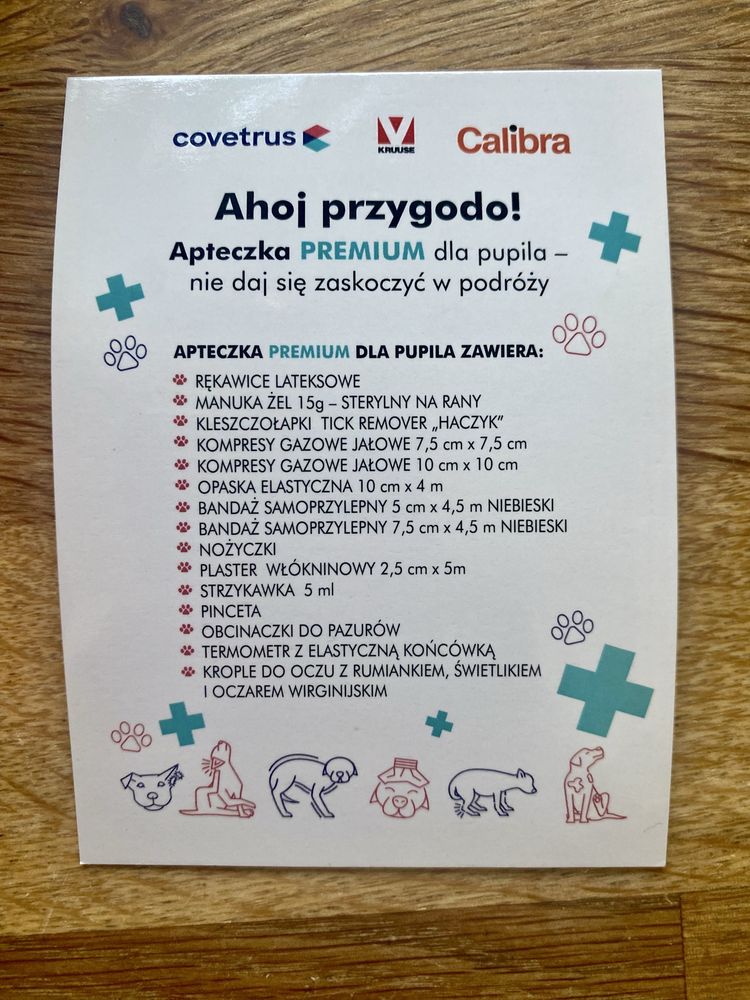 covetrus
V
KRUUSE
Calibra
Ahoj przygodo!
Apteczka PREMIUM dla pupila –
nie daj się zaskoczyć w podróży
APTECZKA PREMIUM DLA PUPILA ZAWIERA:
RĘKAWICE LATEKSOWE
MANUKA ŻEL 15g – STERYLNY NA RANY
KLESZCZOŁAPKI TICK REMOVER „HACZYK”
KOMPRESY GAZOWE JAŁOWE 7,5 cm x 7,5 cm
KOMPRESY GAZOWE JAŁOWE 10 cm x 10 cm
OPASKA ELASTYCZNA 10 cm x 4 m
BANDAŻ SAMOPRZYLEPNY 5 cm x 4,5 m NIEBIESKI
BANDAŻ SAMOPRZYLEPNY 7,5 cm x 4,5 m NIEBIESKI
NOŻYCZKI
PLASTER WŁÓKNINOWY 2,5 cm x 5m
STRZYKAWKA 5 ml
PINCETA
OBCINACZKI DO PAZURÓW
TERMOMETR Z ELASTYCZNĄ KOŃCÓWKĄ
KROPLE DO OCZU Z RUMIANKIEM, ŚWIETLIKIEM
I OCZAREM WIRGINIJSKIM